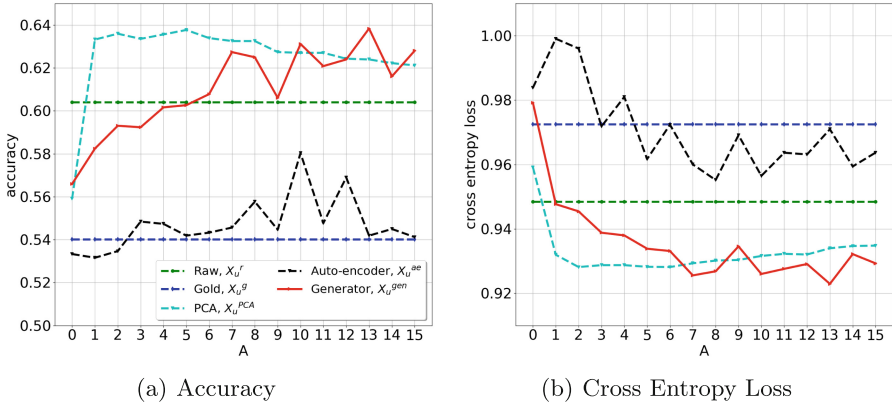 0.64
0.62
0.60
0.58
0.56
0.54
0.52
0.50
accuracy
0 1 2 3 4 5 6 7 8 9 10 11 12 13 14 15
A
Raw, X_u^r
Gold, X_u^g
PCA, X_u^PCA
Auto-encoder, X_u^ae
Generator, X_u^gen
(a) Accuracy
1.00
0.98
0.96
0.94
0.92
cross entropy loss
0 1 2 3 4 5 6 7 8 9 10 11 12 13 14 15
A
(b) Cross Entropy Loss